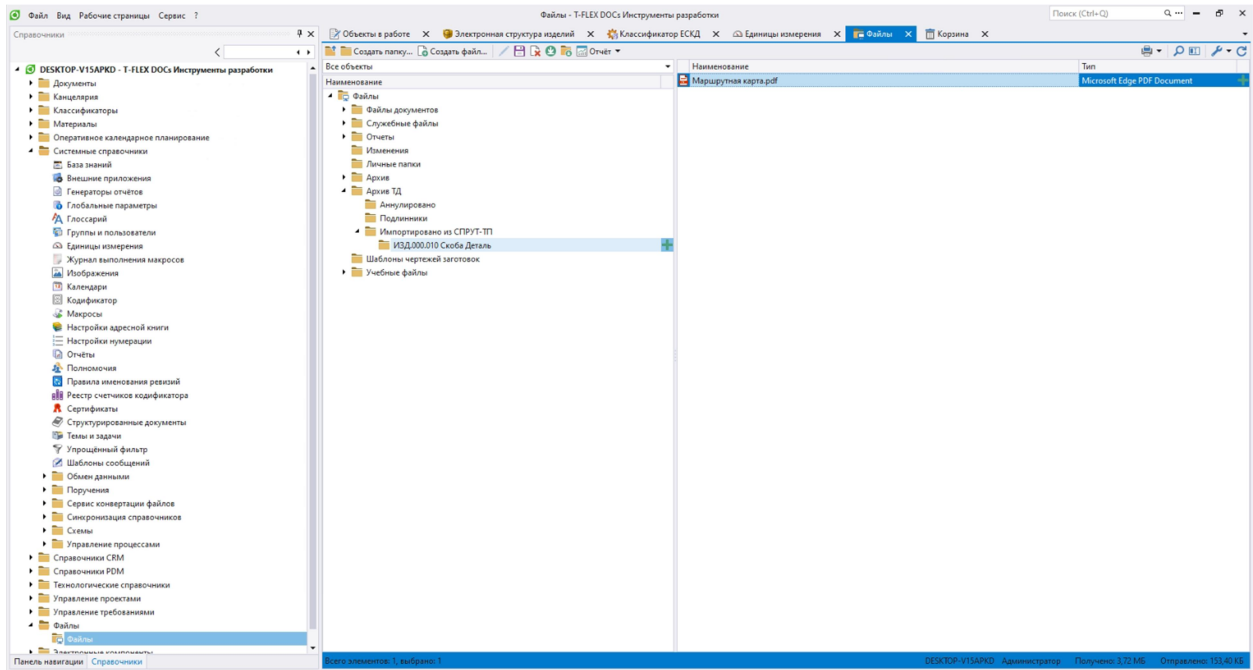 Файл Вид Рабочие страницы Сервис ?
Файлы - T-FLEX DOCs Инструменты разработки
Поиск (Ctrl+Q)
Справочники
Объекты в работе
Электронная структура изделий
Классификатор ЕСКД
Единицы измерения
Файлы
Корзина
Создать папку...
Создать файл...
Отчёт
DESKTOP-V15APKD - T-FLEX DOCs Инструменты разработки
Документы
Канцелярия
Классификаторы
Материалы
Оперативное календарное планирование
Системные справочники
База знаний
Внешние приложения
Генераторы отчётов
Глобальные параметры
Глоссарий
Группы и пользователи
Единицы измерения
Журнал выполнения макросов
Изображения
Календари
Кодификатор
Макросы
Настройки адресной книги
Настройки нумерации
Отчёты
Полномочия
Правила именования ревизий
Реестр счетчиков кодификатора
Сертификаты
Структурированные документы
Темы и задачи
Упрощённый фильтр
Шаблоны сообщений
Обмен данными
Поручения
Сервис конвертации файлов
Синхронизация справочников
Схемы
Управление процессами
Справочники CRM
Справочники PDM
Технологические справочники
Управление проектами
Управление требованиями
Файлы
Файлы
Электронные компоненты
Панель навигации Справочники
Все объекты
Наименование
Файлы
Файлы документов
Служебные файлы
Отчеты
Изменения
Личные папки
Архив
Архив ТД
Аннулировано
Подлинники
Импортировано из СПРУТ-ТП
ИЗД.000.010 Скоба Деталь
Шаблоны чертежей заготовок
Учебные файлы
Наименование Тип
Маршрутная карта.pdf Microsoft Edge PDF Document
Всего элементов: 1, выбрано: 1
DESKTOP-V15APKD Администратор Получено: 3,72 МБ Отправлено: 153,40 КБ